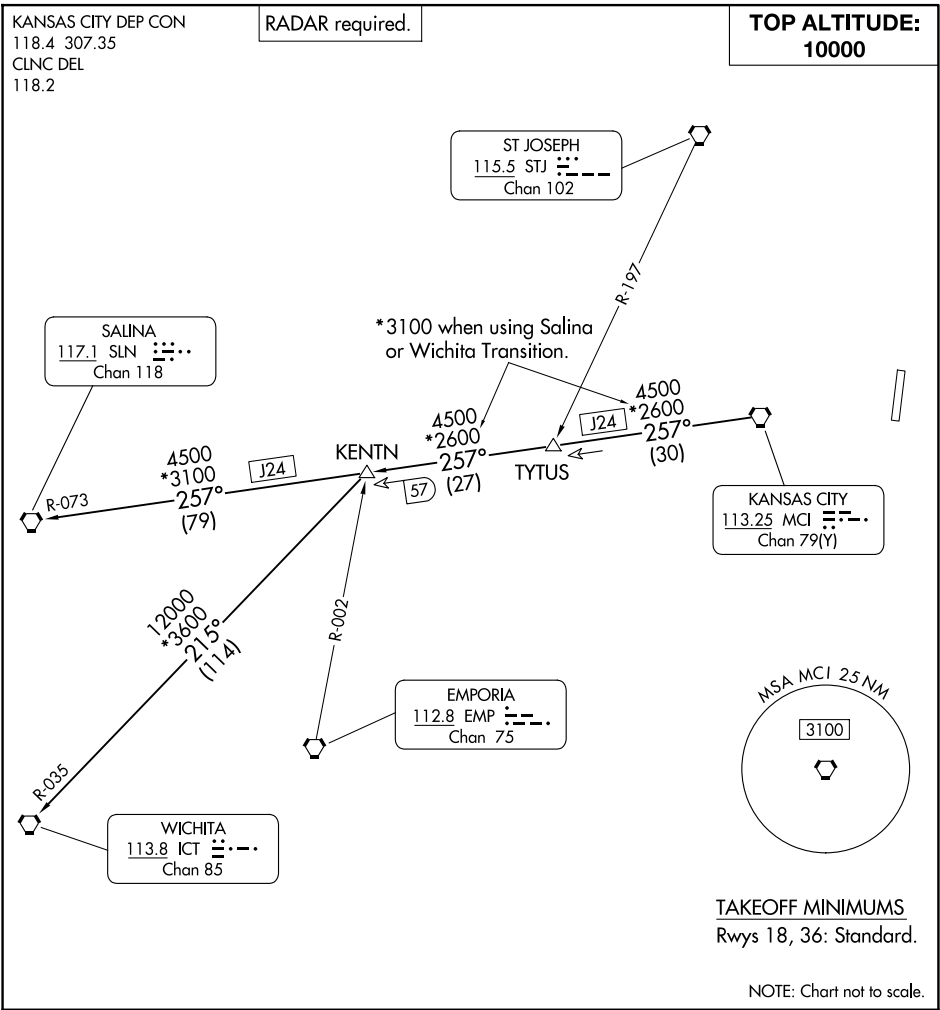 KANSAS CITY DEP CON
118.4 307.35
CLNC DEL
118.2
RADAR required.
TOP ALTITUDE:
10000
ST JOSEPH
115.5 STJ
Chan 102
R-197
SALINA
117.1 SLN
Chan 118
*3100 when using Salina
or Wichita Transition.
4500
*2600
J24
257°
(30)
4500
*2600
257°
(27)
TYTUS
KENTN
57
4500
*3100
J24
257°
(79)
R-073
KANSAS CITY
113.25 MCI
Chan 79(Y)
12000
*3600
215°
(114)
R-002
R-035
EMPORIA
112.8 EMP
Chan 75
WICHITA
113.8 ICT
Chan 85
MSA MCI 25 NM
3100
TAKEOFF MINIMUMS
Rwys 18, 36: Standard.
NOTE: Chart not to scale.